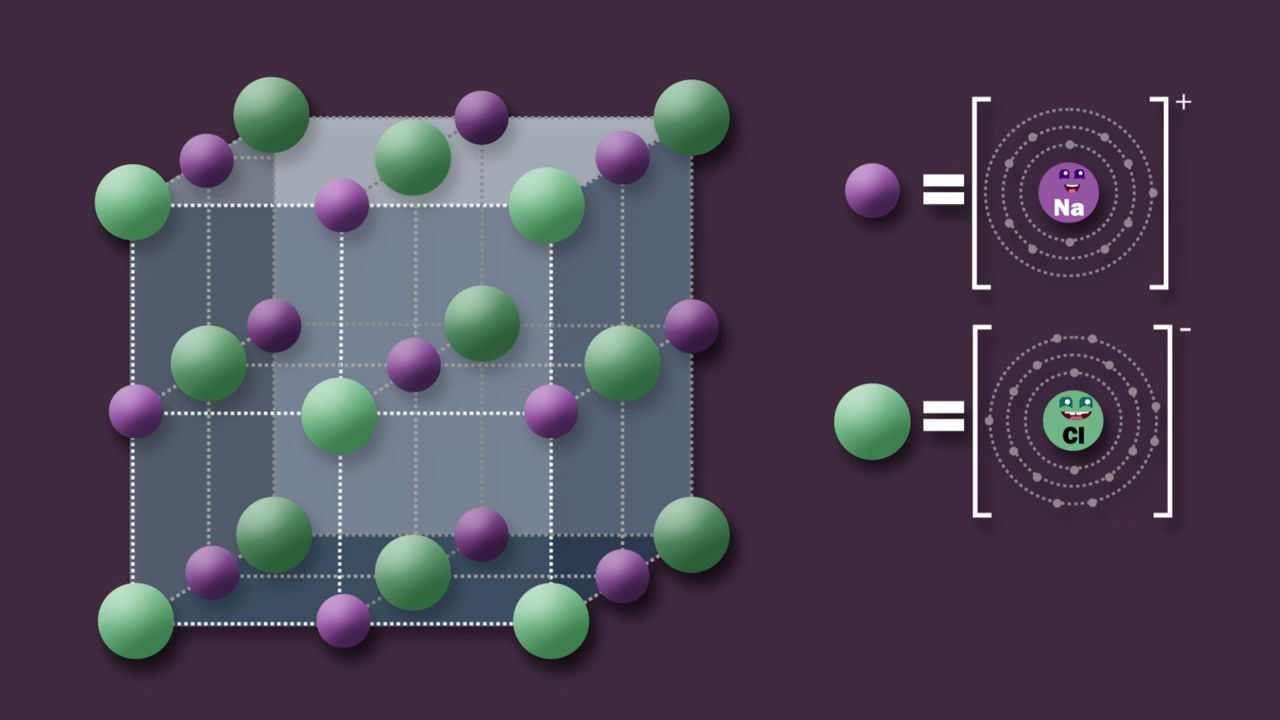 +
=
Na
-
=
Cl